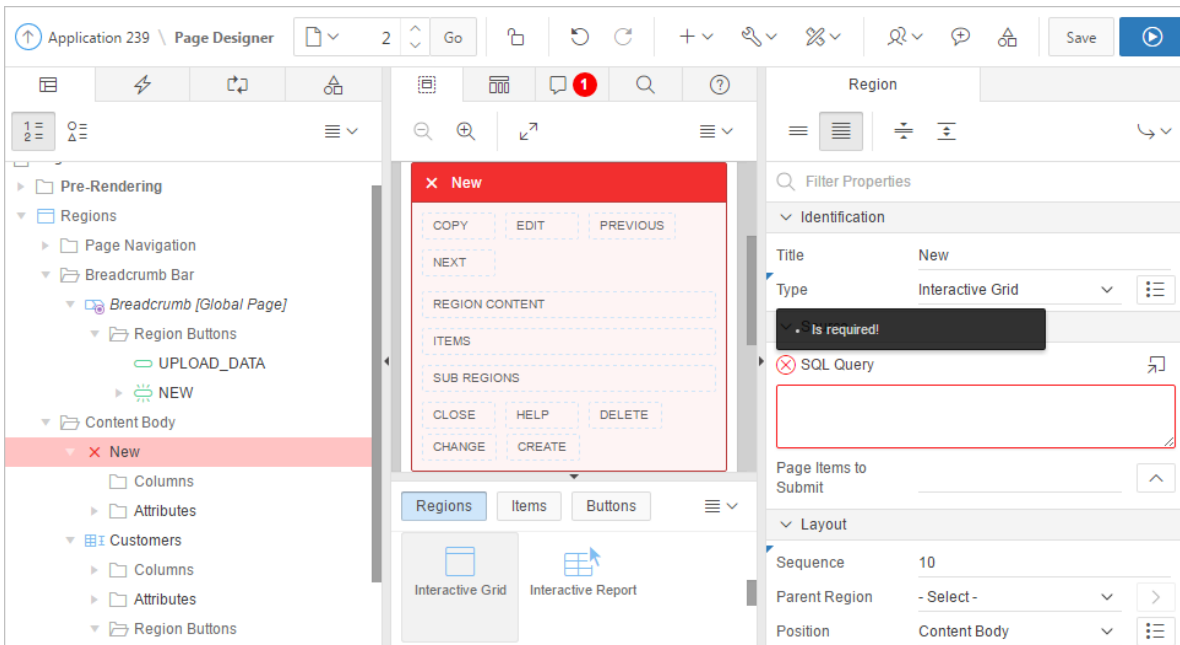 Application 239 \ Page Designer
2
Go
Save
1
Region
1 =
2 =
Filter Properties
Pre-Rendering
Regions
Page Navigation
Breadcrumb Bar
Breadcrumb [Global Page]
Region Buttons
UPLOAD_DATA
NEW
Content Body
New
Columns
Attributes
Customers
Columns
Attributes
Region Buttons
New
COPY EDIT PREVIOUS
NEXT
REGION CONTENT
ITEMS
SUB REGIONS
CLOSE HELP DELETE
CHANGE CREATE
Regions Items Buttons
Interactive Grid Interactive Report
Identification
Title New
Type Interactive Grid
Is required!
SQL Query
Page Items to
Submit
Layout
Sequence 10
Parent Region - Select -
Position Content Body